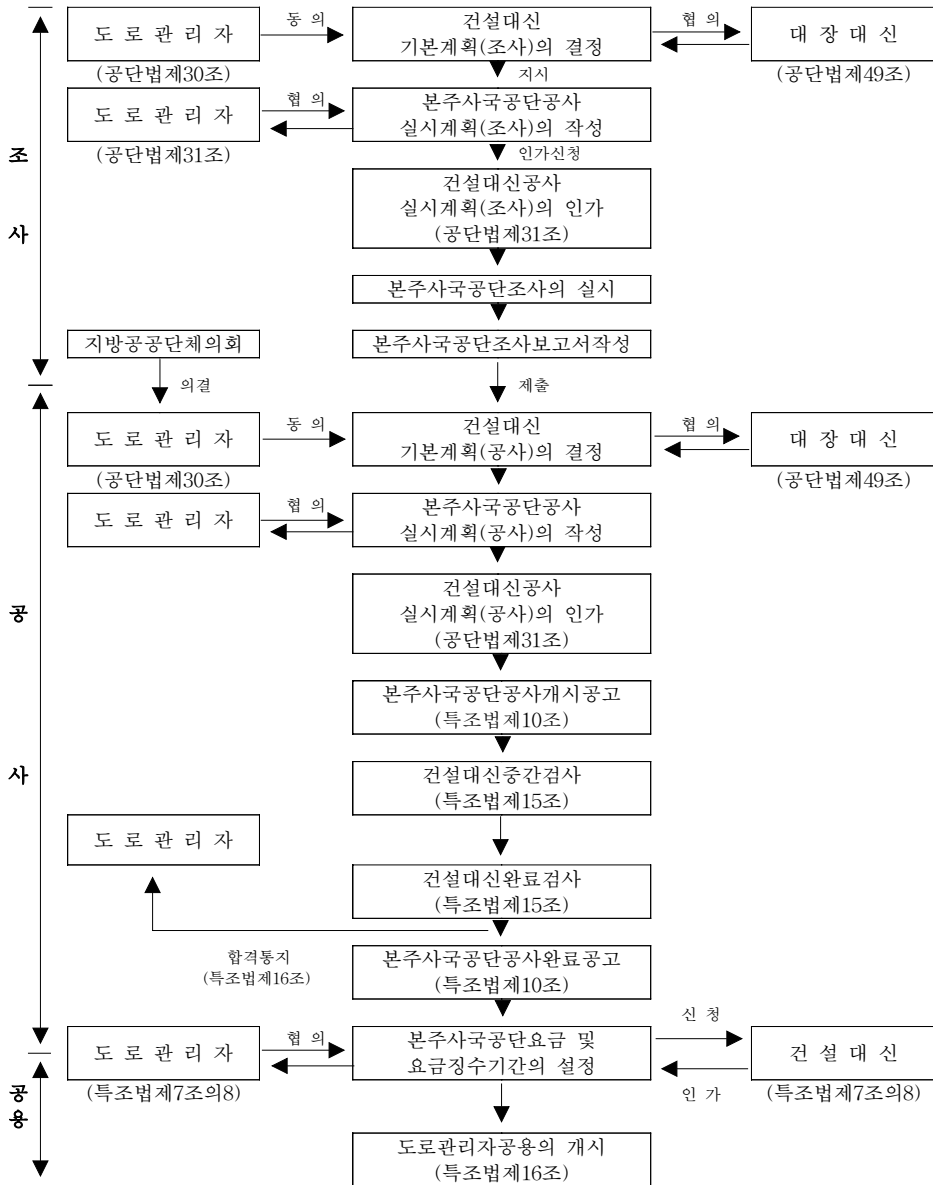 조
사
공
사
공
용
도 로 관 리 자
(공단법제30조)
동 의
건설대신
기본계획(조사)의 결정
협 의
대 장 대 신
(공단법제49조)
지시
도 로 관 리 자
(공단법제31조)
협 의
본주사국공단공사
실시계획(조사)의 작성
인가신청
건설대신공사
실시계획(조사)의 인가
(공단법제31조)
본주사국공단조사의 실시
지방공공단체의회
본주사국공단조사보고서작성
의결
제출
도 로 관 리 자
(공단법제30조)
동 의
건설대신
기본계획(공사)의 결정
협 의
대 장 대 신
(공단법제49조)
도 로 관 리 자
협 의
본주사국공단공사
실시계획(공사)의 작성
건설대신공사
실시계획(공사)의 인가
(공단법제31조)
본주사국공단공사개시공고
(특조법제10조)
건설대신중간검사
(특조법제15조)
도 로 관 리 자
건설대신완료검사
(특조법제15조)
합격통지
(특조법제16조)
본주사국공단공사완료공고
(특조법제10조)
도 로 관 리 자
(특조법제7조의8)
협 의
본주사국공단요금 및
요금징수기간의 설정
신 청
인 가
건 설 대 신
(특조법제7조의8)
도로관리자공용의 개시
(특조법제16조)